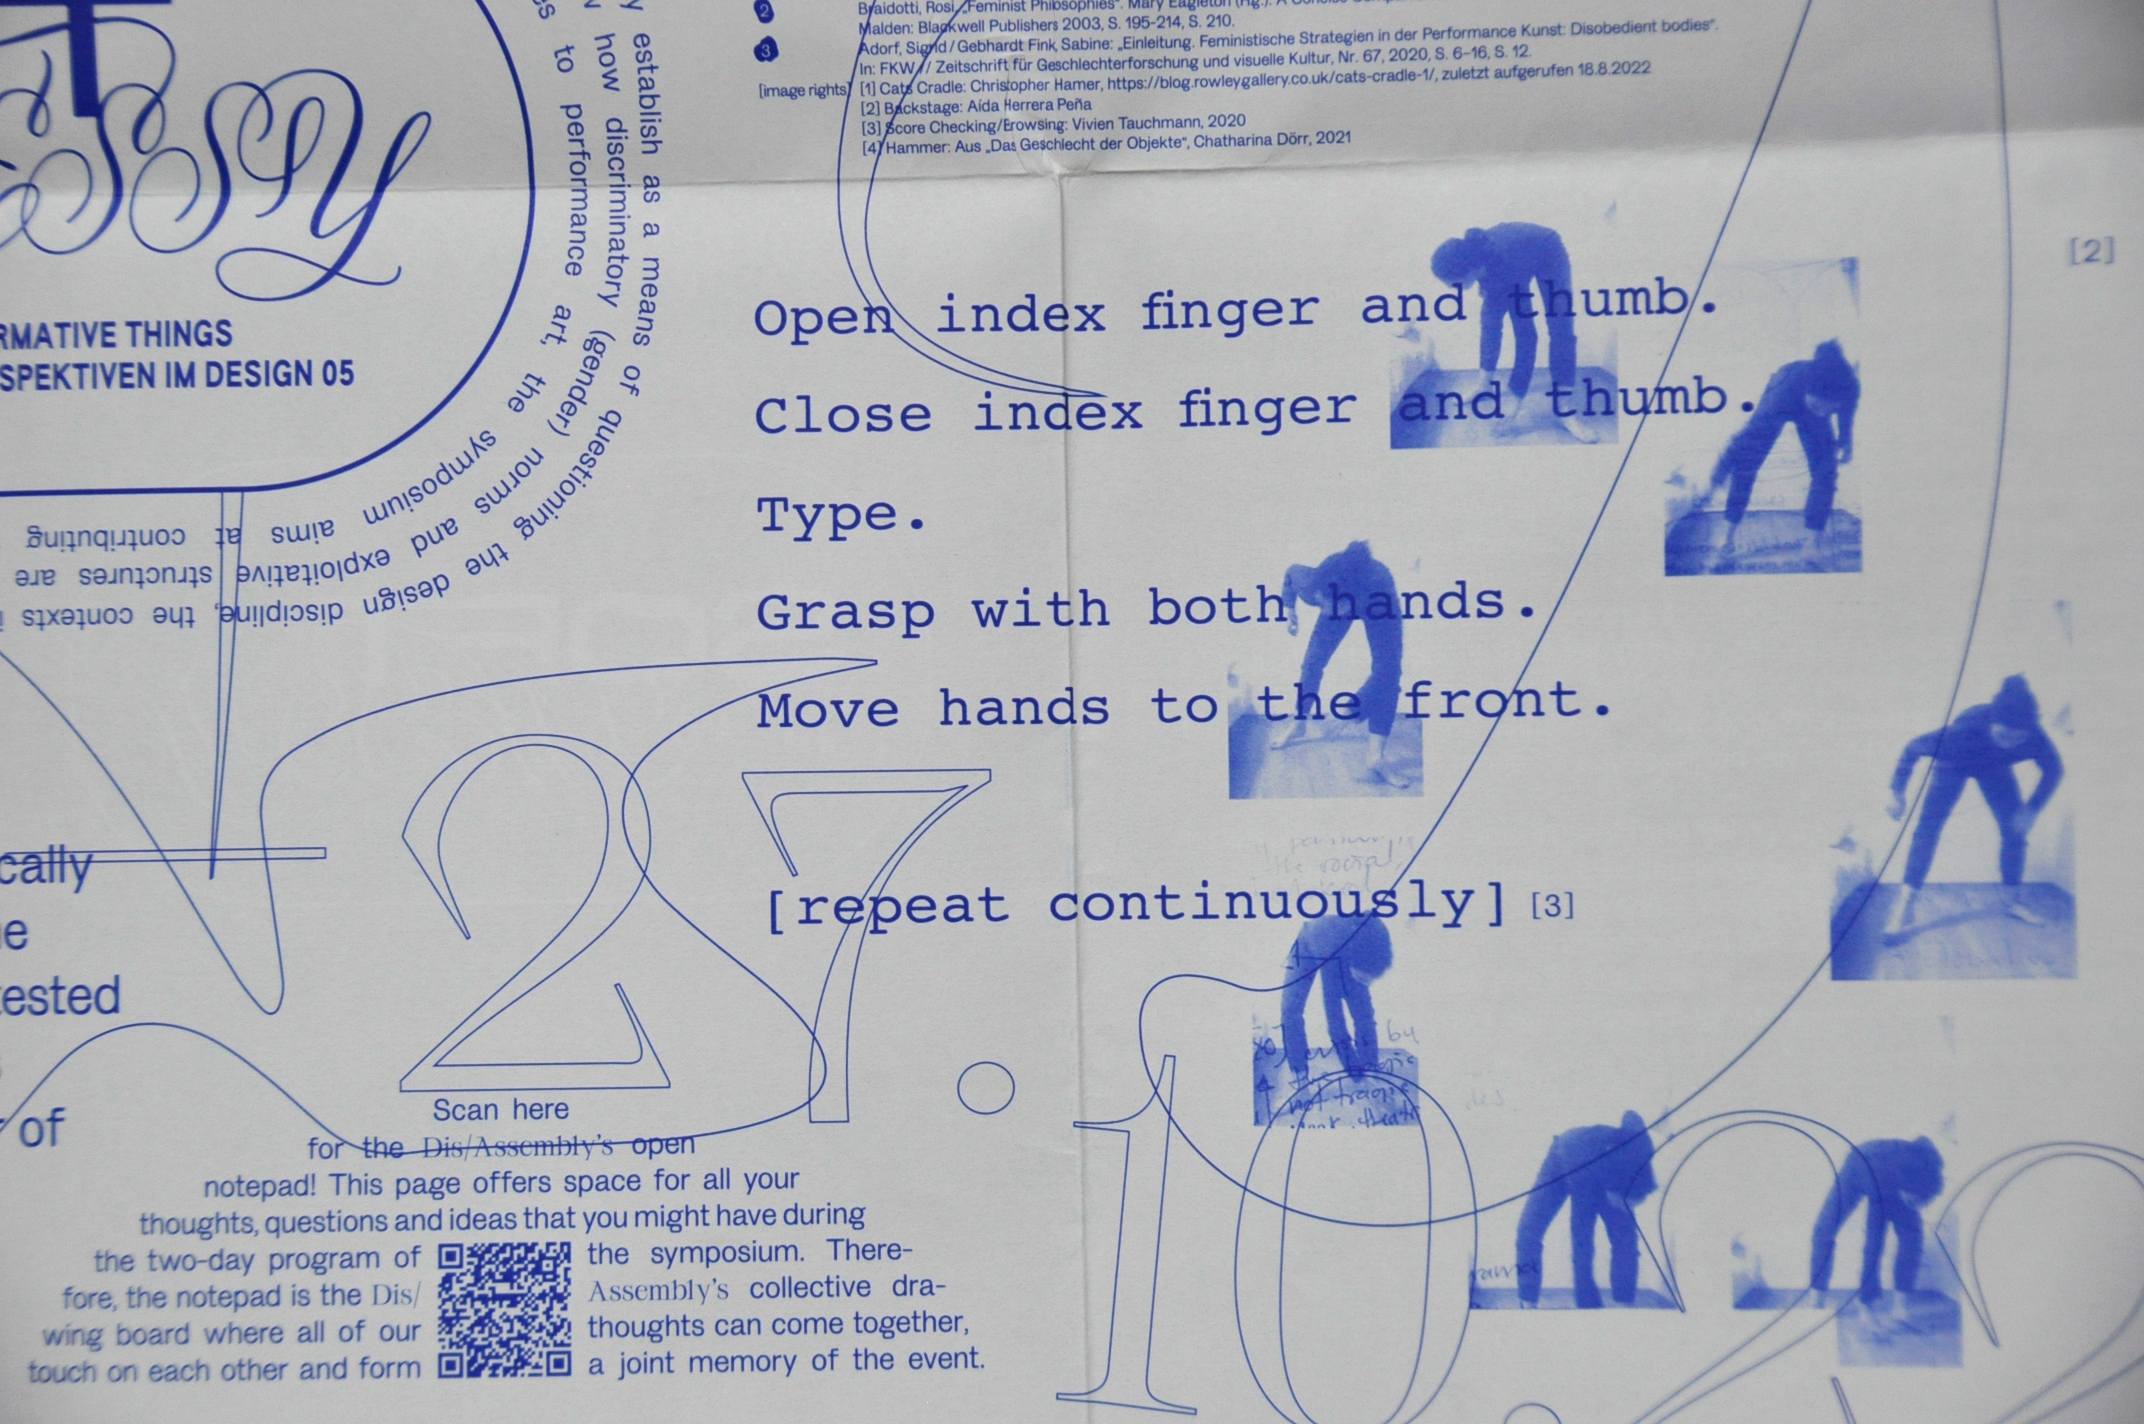 Braidotti, Rosi, „Feminist Philosophies“. Mary Eagleton (Hg.): A
Malden: Blackwell Publishers 2003, S. 195-214, S. 210.
Adorf, Sigrid / Gebhardt Fink, Sabine: „Einleitung. Feministische Strategien in der Performance Kunst: Disobedient bodies“.
In: FKW // Zeitschrift für Geschlechterforschung und visuelle Kultur, Nr. 67, 2020, S. 6-16, S. 12.
2
3
[image rights] [1] Cats Cradle: Christopher Hamer, https://blog.rowleygallery.co.uk/cats-cradle-1/, zuletzt aufgerufen 18.8.2022
[2] Backstage: Aída Herrera Peña
[3] Score Checking/Browsing: Vivien Tauchmann, 2020
[4] Hammer: Aus „Das Geschlecht der Objekte“, Chatharina Dörr, 2021
RMATIVE THINGS
SPEKTIVEN IM DESIGN 05
establish as a means of questioning the design discipline, the contexts
how discriminatory (gender) norms and exploitative structures are
to performance art, the symposium aims at contributing
[2]
Open index finger and thumb.
Close index finger and thumb.
Type.
Grasp with both hands.
Move hands to the front.
[repeat continuously] [3]
cally
ested
of
27.10.22
Scan here
for the Dis/Assembly's open
notepad! This page offers space for all your
thoughts, questions and ideas that you might have during
the two-day program of the symposium. There-
fore, the notepad is the Dis/ Assembly's collective dra-
wing board where all of our thoughts can come together,
touch on each other and form a joint memory of the event.